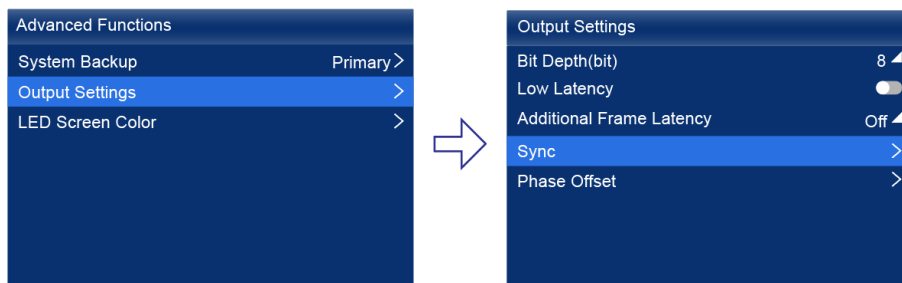 Advanced Functions
System Backup Primary
Output Settings
LED Screen Color
Output Settings
Bit Depth(bit) 8
Low Latency
Additional Frame Latency Off
Sync
Phase Offset